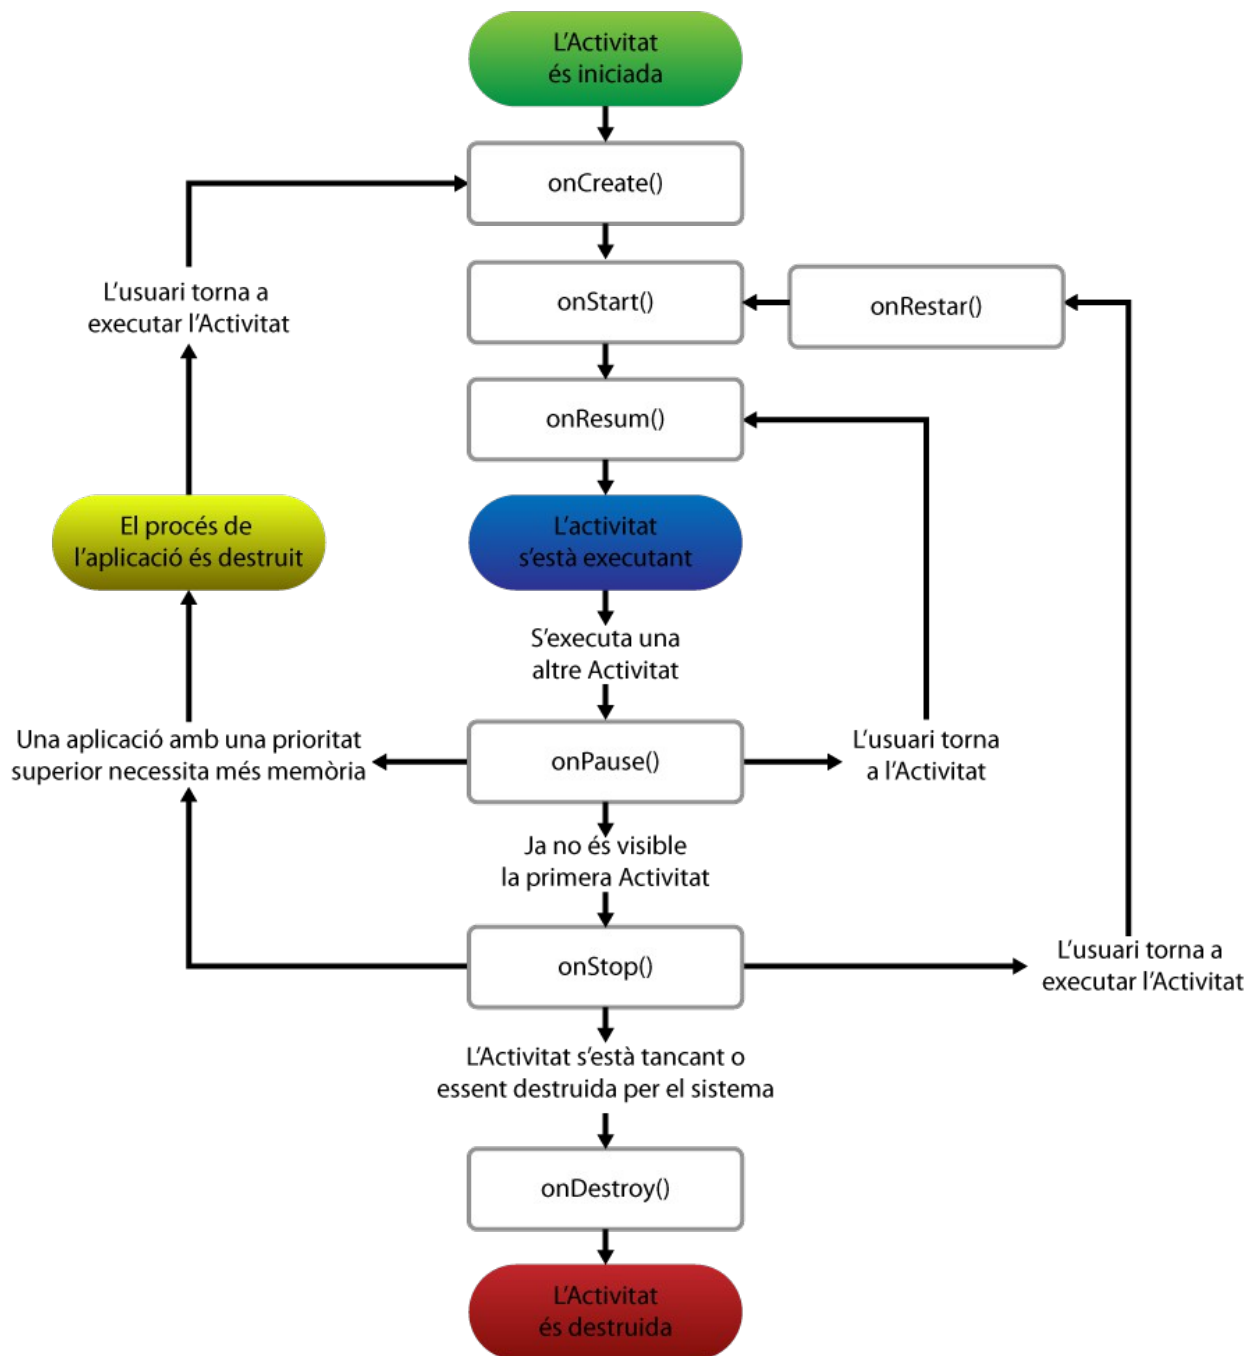 L'Activitat
és iniciada
onCreate()
L'usuari torna a
executar l'Activitat
onStart()
onRestar()
onResum()
El procés de
l'aplicació és destruit
L'activitat
s'està executant
S'executa una
altre Activitat
Una aplicació amb una prioritat
superior necessita més memòria
onPause()
L'usuari torna
a l'Activitat
Ja no és visible
la primera Activitat
onStop()
L'usuari torna a
executar l'Activitat
L'Activitat s'està tancant o
essent destruida per el sistema
onDestroy()
L'Activitat
és destruida